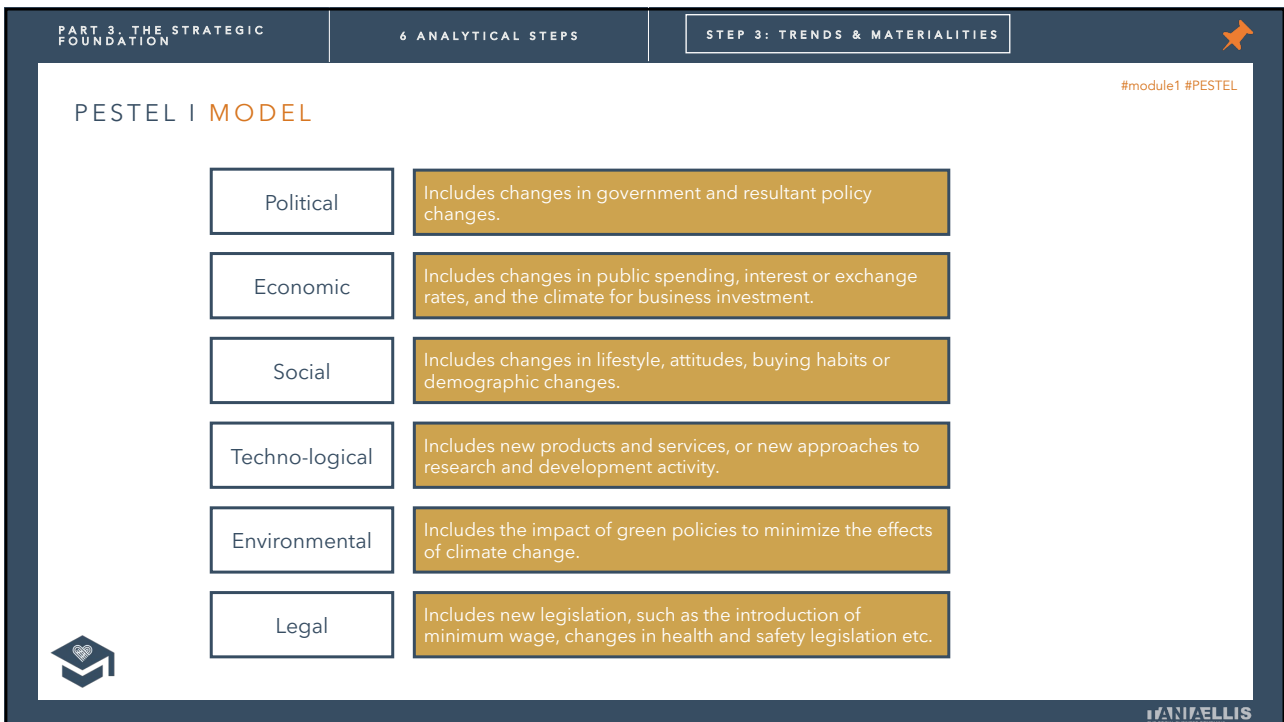 PART 3. THE STRATEGIC
FOUNDATION
6 ANALYTICAL STEPS
STEP 3: TRENDS & MATERIALITIES
#module1 #PESTEL
PESTEL I MODEL
Political
Includes changes in government and resultant policy
changes.
Economic
Includes changes in public spending, interest or exchange
rates, and the climate for business investment.
Social
Includes changes in lifestyle, attitudes, buying habits or
demographic changes.
Techno-logical
Includes new products and services, or new approaches to
research and development activity.
Environmental
Includes the impact of green policies to minimize the effects
of climate change.
Legal
Includes new legislation, such as the introduction of
minimum wage, changes in health and safety legislation etc.
TANIAELLIS